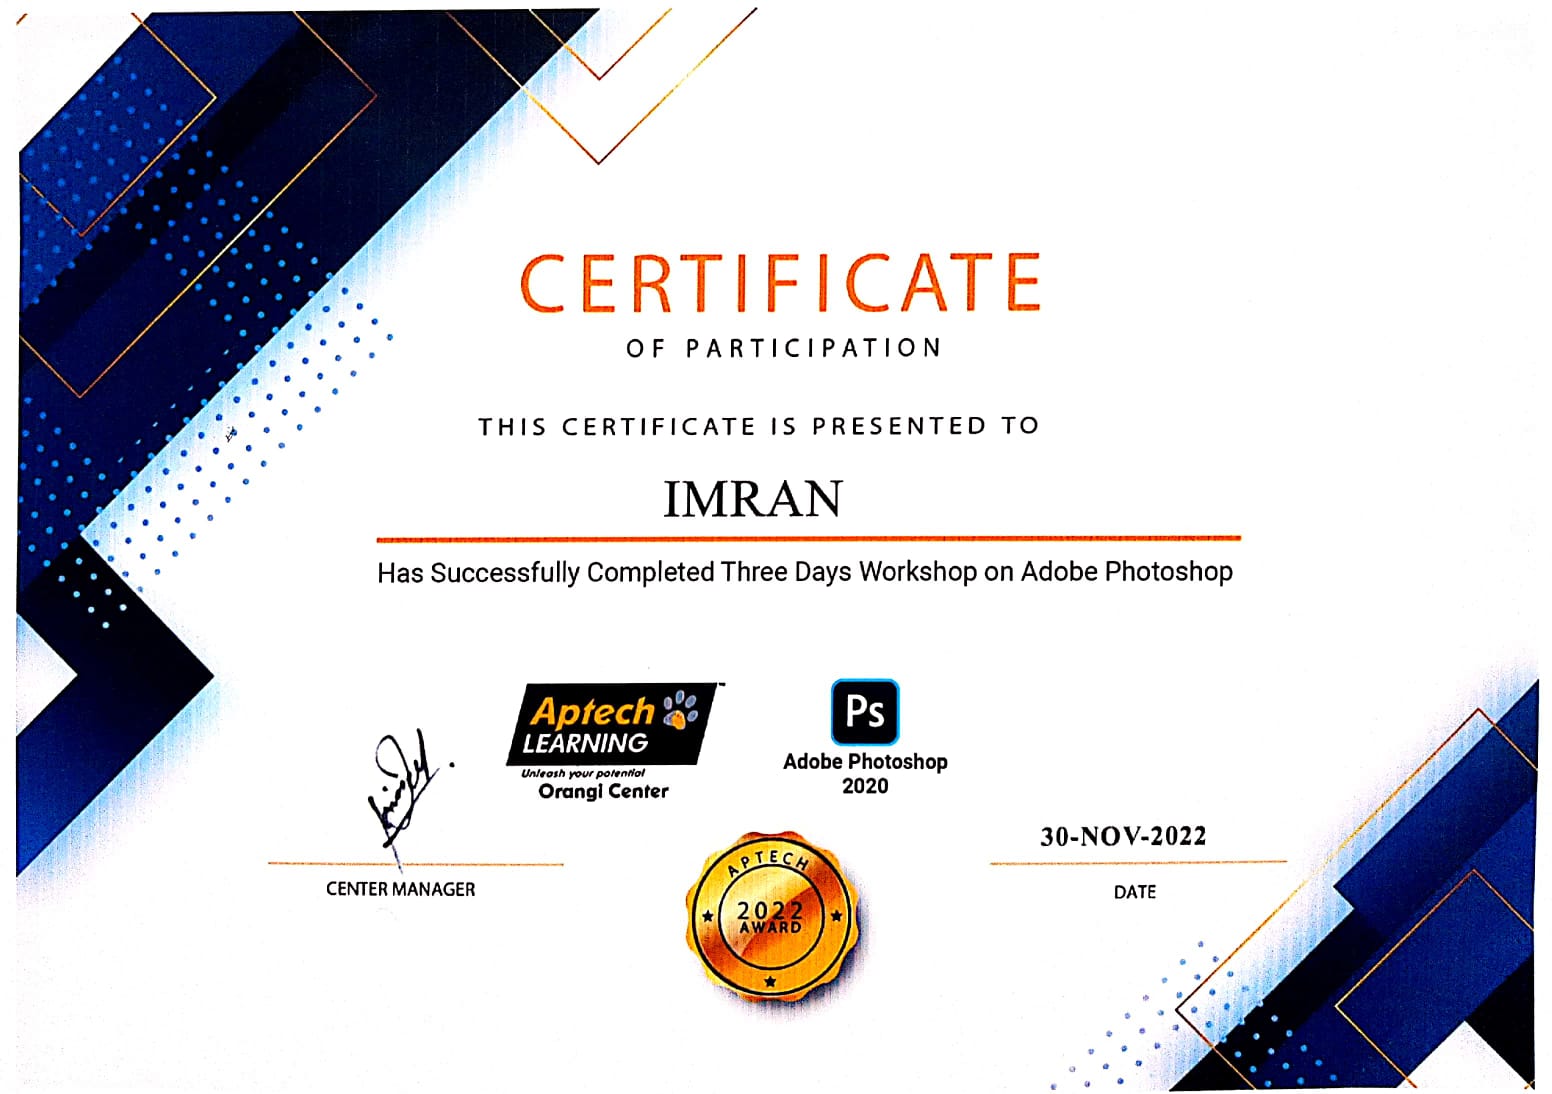 CERTIFICATE
OF PARTICIPATION
THIS CERTIFICATE IS PRESENTED TO
IMRAN
Has Successfully Completed Three Days Workshop on Adobe Photoshop
Aptech
LEARNING
Unleash your potential
Orangi Center
Ps
Adobe Photoshop
2020
30-NOV-2022
CENTER MANAGER
DATE
APTECH
2022
AWARD